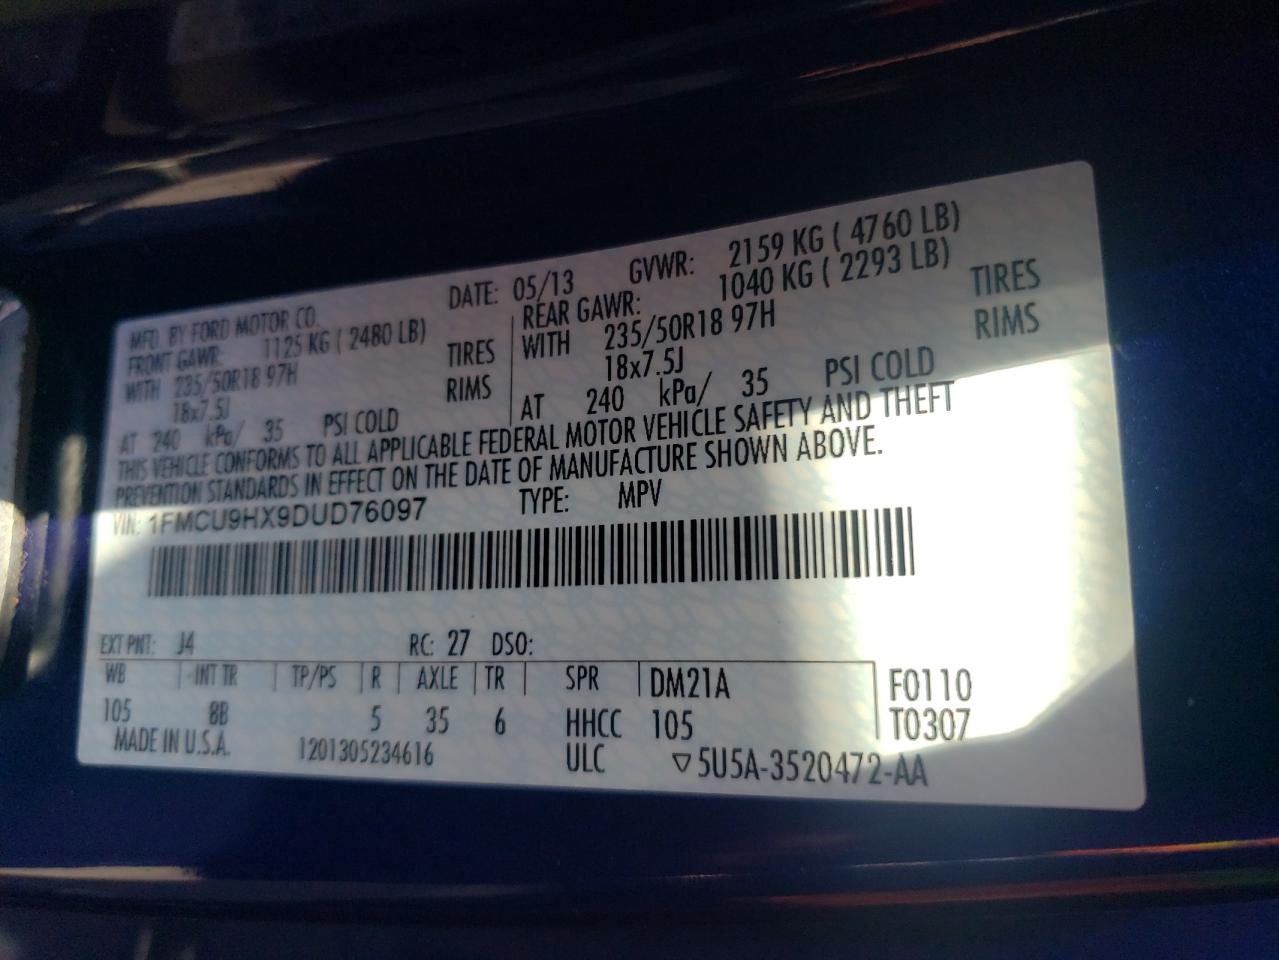 MFD. BY FORD MOTOR CO. DATE: 05/13 GVWR: 2159 KG ( 4760 LB)
FRONT GAWR: 1125 KG ( 2480 LB) REAR GAWR: 1040 KG ( 2293 LB)
WITH 235/50R18 97H TIRES WITH 235/50R18 97H TIRES
18x7.5J RIMS 18x7.5J RIMS
AT 240 kPa/ 35 PSI COLD AT 240 kPa/ 35 PSI COLD
THIS VEHICLE CONFORMS TO ALL APPLICABLE FEDERAL MOTOR VEHICLE SAFETY AND THEFT
PREVENTION STANDARDS IN EFFECT ON THE DATE OF MANUFACTURE SHOWN ABOVE.
VIN: 1FMCU9HX9DUD76097 TYPE: MPV
EXT PNT: J4 RC: 27 DSO:
WB INT TR TP/PS R AXLE TR SPR DM21A F0110
105 8B 5 35 6 HHCC 105 T0307
MADE IN U.S.A. 1201305234616 ULC ▽5U5A-3520472-AA